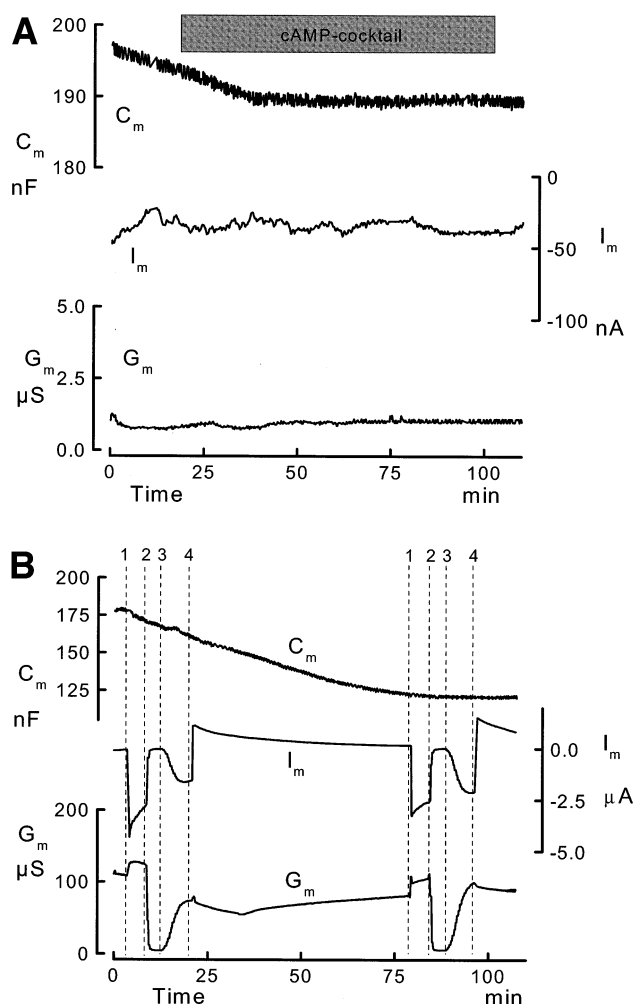 A
cAMP-cocktail
200
190
180
C m
nF
C m
0
-50
-100
I m
nA
I m
5.0
2.5
0.0
G m
µS
G m
0 25 50 75 100
Time min
B
1 2 3 4 1 2 3 4
200
175
150
125
C m
nF
C m
0.0
-2.5
-5.0
I m
µA
I m
200
100
0
G m
µS
G m
0 25 50 75 100
Time min